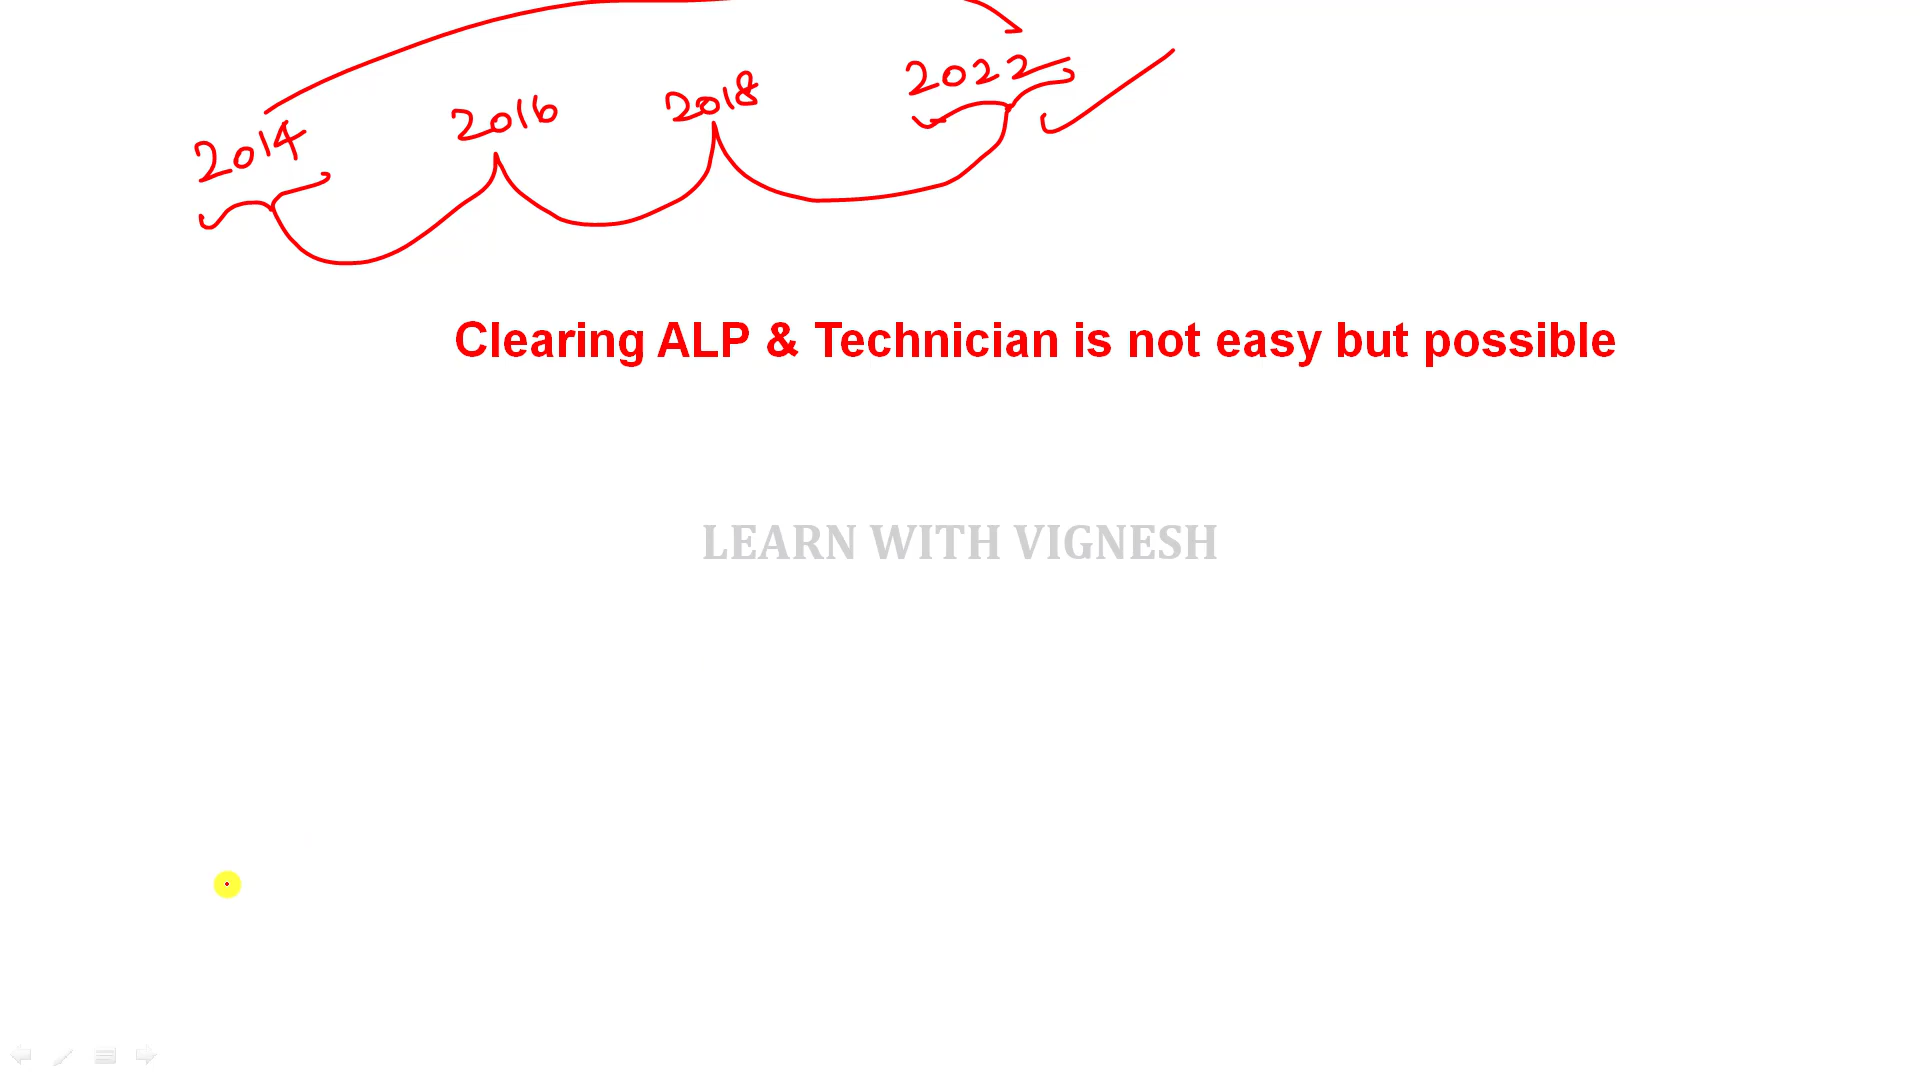 2014 2016 2018 2022
Clearing ALP & Technician is not easy but possible
LEARN WITH VIGNESH